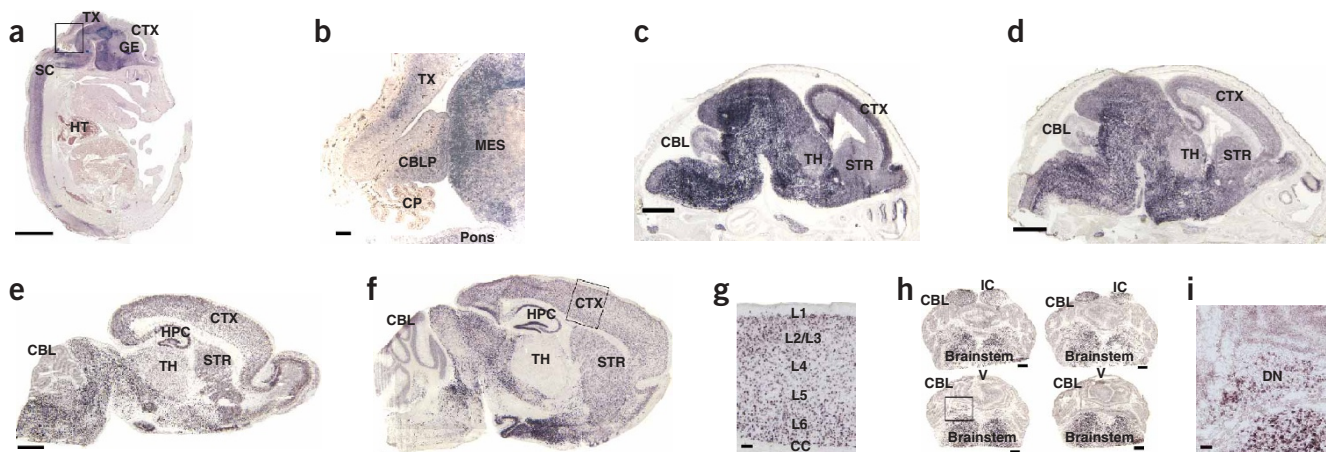 a
TX
CTX
GE
SC
HT
b
TX
MES
CBLP
CP
Pons
c
CTX
CBL
TH
STR
d
CTX
CBL
TH
STR
e
CTX
HPC
CBL
TH
STR
f
CTX
HPC
CBL
TH
STR
g
L1
L2/L3
L4
L5
L6
CC
h
IC
CBL
Brainstem
IC
CBL
Brainstem
V
CBL
Brainstem
V
CBL
Brainstem
i
DN